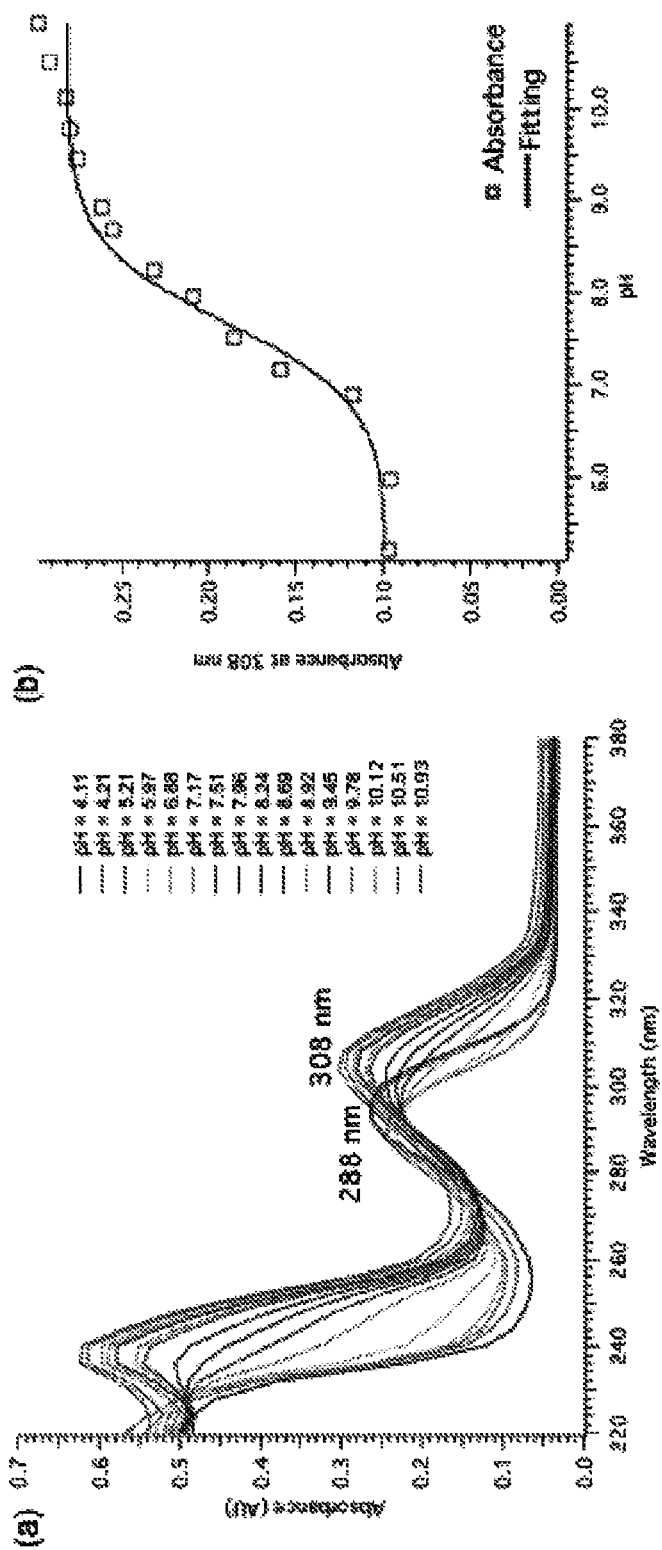 (a)
0.7
0.6
0.5
0.4
0.3
0.2
0.1
0.0
Absorbance (AU)
220
240
260
280
300
320
340
360
380
Wavelength (nm)
288 nm
308 nm
pH = 4.11
pH = 4.21
pH = 5.21
pH = 5.97
pH = 6.88
pH = 7.17
pH = 7.51
pH = 7.96
pH = 8.34
pH = 8.69
pH = 8.92
pH = 9.45
pH = 9.78
pH = 10.12
pH = 10.51
pH = 10.93
(b)
0.25
0.20
0.15
0.10
0.05
0.00
Absorbance at 308 nm
6.0
7.0
8.0
9.0
10.0
pH
Absorbance
Fitting